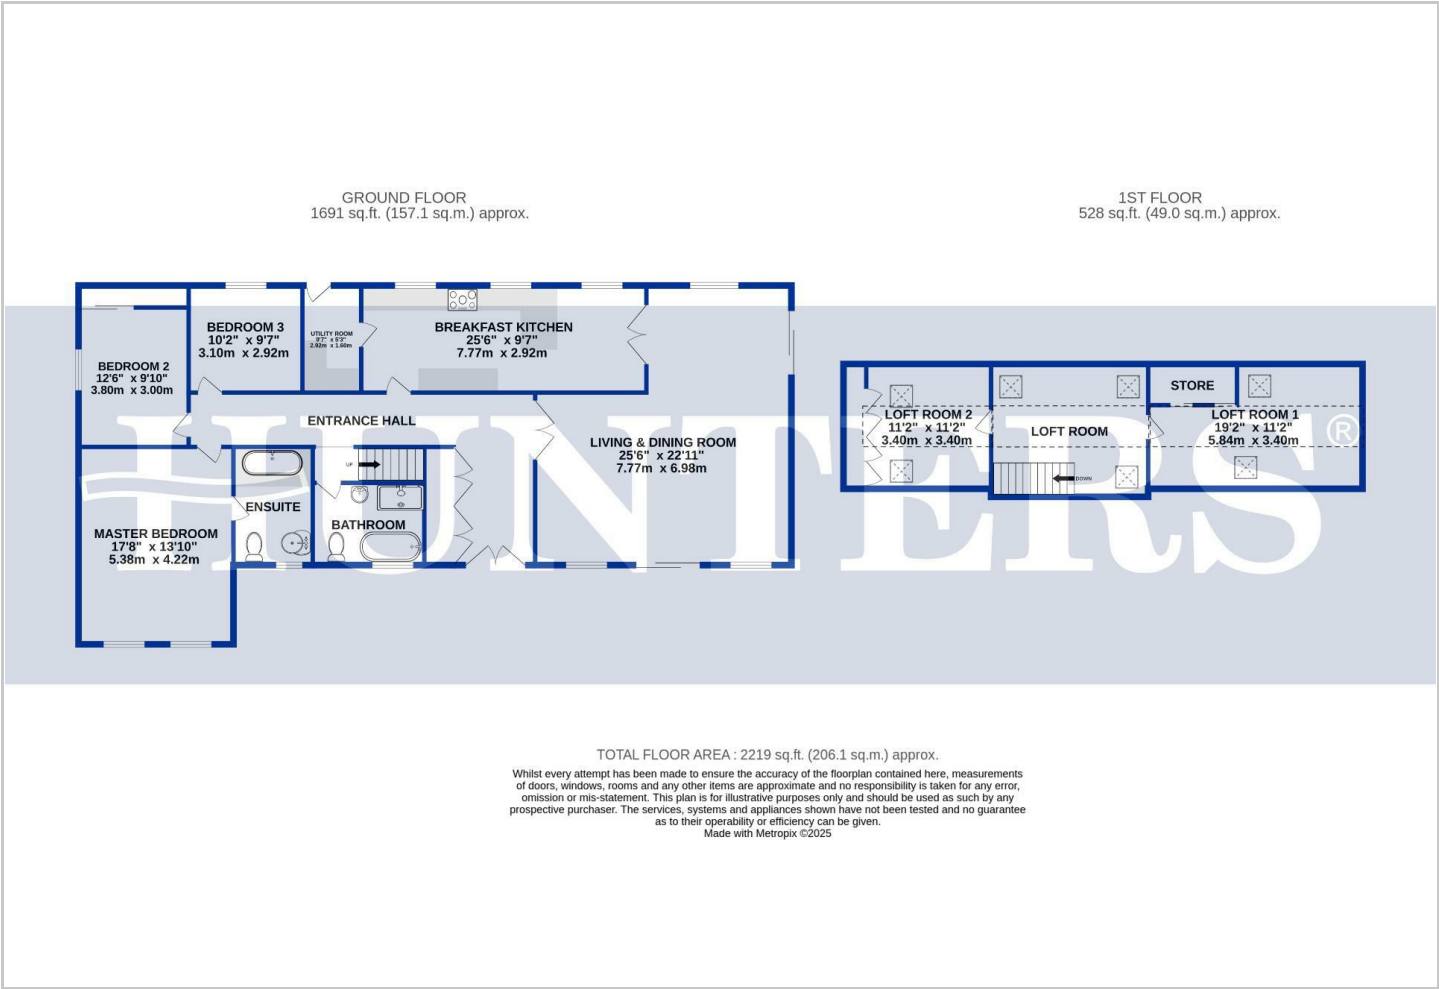 GROUND FLOOR
1691 sq.ft. (157.1 sq.m.) approx.
1ST FLOOR
528 sq.ft. (49.0 sq.m.) approx.
BEDROOM 3
10'2" x 9'7"
3.10m x 2.92m
UTILITY ROOM
9'7" x 5'3"
2.92m x 1.60m
BREAKFAST KITCHEN
25'6" x 9'7"
7.77m x 2.92m
BEDROOM 2
12'6" x 9'10"
3.80m x 3.00m
ENTRANCE HALL
LIVING & DINING ROOM
25'6" x 22'11"
7.77m x 6.98m
UP
ENSUITE
BATHROOM
MASTER BEDROOM
17'8" x 13'10"
5.38m x 4.22m
STORE
LOFT ROOM 2
11'2" x 11'2"
3.40m x 3.40m
LOFT ROOM
LOFT ROOM 1
19'2" x 11'2"
5.84m x 3.40m
DOWN
HUNTERS®
TOTAL FLOOR AREA : 2219 sq.ft. (206.1 sq.m.) approx.
Whilst every attempt has been made to ensure the accuracy of the floorplan contained here, measurements
of doors, windows, rooms and any other items are approximate and no responsibility is taken for any error,
omission or mis-statement. This plan is for illustrative purposes only and should be used as such by any
prospective purchaser. The services, systems and appliances shown have not been tested and no guarantee
as to their operability or efficiency can be given.
Made with Metropix ©2025